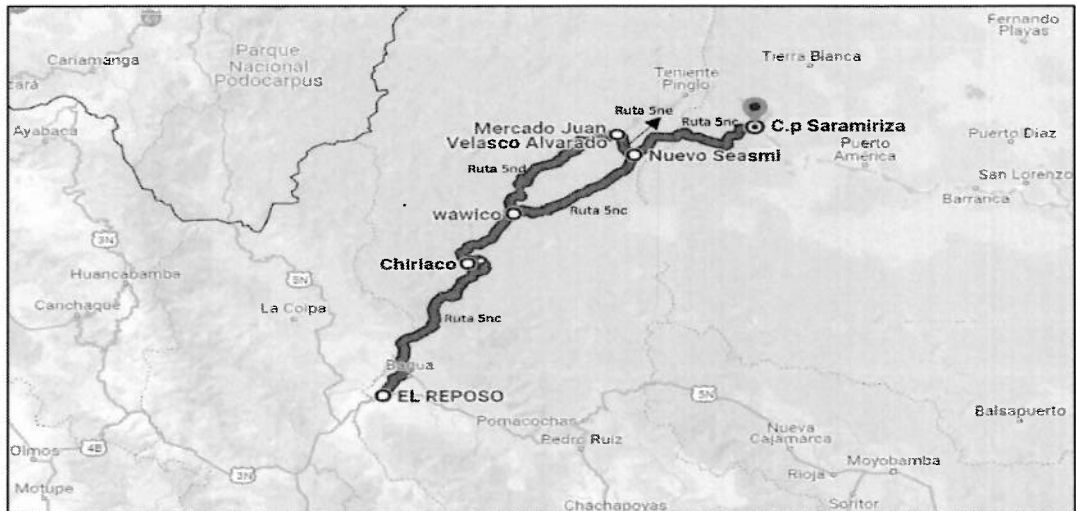 Fernando
Playas
Cariamanga
Parque
Nacional
Podocarpus
Tierra Blanca
Teniente
Pinglo
cará
Ayabaca
Ruta 5ne
Ruta 5nc
C.p Saramiriza
Mercado Juan
Velasco Alvarado
Puerto Diaz
Nuevo Seasmi
Puerto
América
Ruta 5nd
San Lorenzo
Barranca
wawico
Ruta 5nc
3N
Chiriaco
Huancabamba
5N
Canchaque
La Coipa
Ruta 5nc
Bagua
EL REPOSO
5N
Pomacochas
Balsapuerto
Pedro Ruiz
Nueva
Cajamarca
Olmos
4B
3N
Moyobamba
Rioja
Motupe
Chachapoyas
Soritor